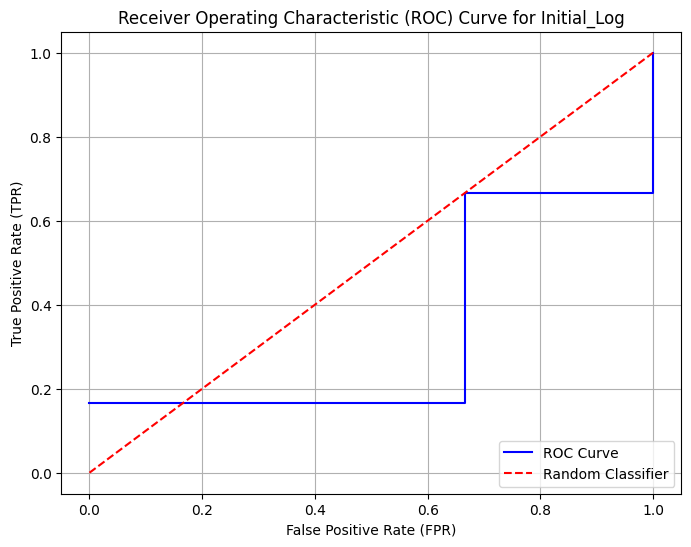 Receiver Operating Characteristic (ROC) Curve for Initial_Log
True Positive Rate (TPR)
1.0
0.8
0.6
0.4
0.2
0.0
0.0 0.2 0.4 0.6 0.8 1.0
False Positive Rate (FPR)
ROC Curve
Random Classifier